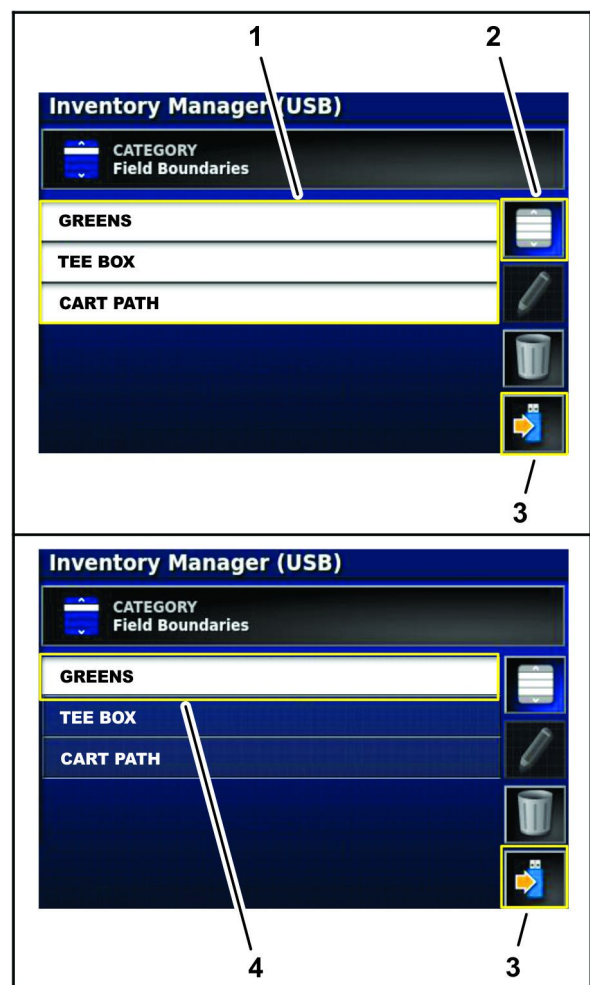 1
2
Inventory Manager (USB)
CATEGORY
Field Boundaries
GREENS
TEE BOX
CART PATH
3
Inventory Manager (USB)
CATEGORY
Field Boundaries
GREENS
TEE BOX
CART PATH
4
3